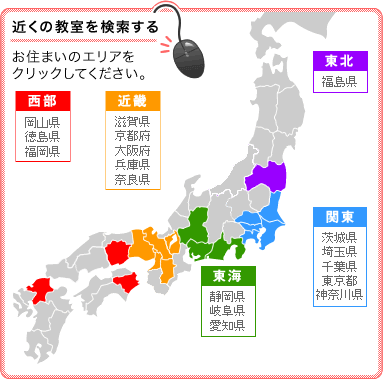 近くの教室を検索する
お住まいのエリアを
クリックしてください。
東北
福島県
西部
岡山県
徳島県
福岡県
近畿
滋賀県
京都府
大阪府
兵庫県
奈良県
関東
茨城県
埼玉県
千葉県
東京都
神奈川県
東海
静岡県
岐阜県
愛知県